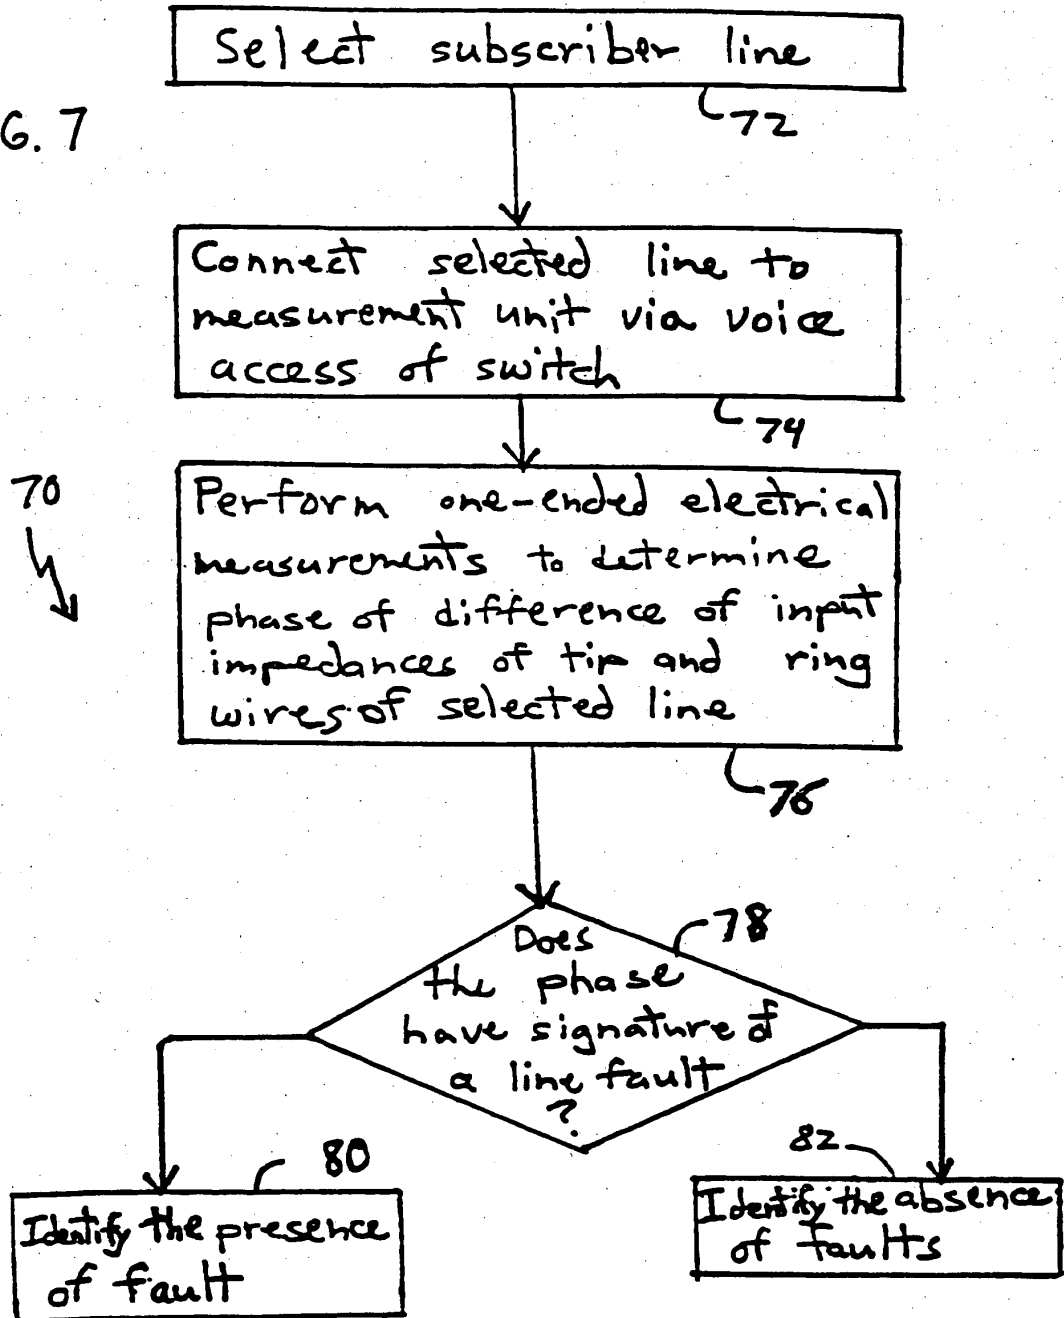 Select subscriber line
72
G. 7
Connect selected line to
measurement unit via voice
access of switch
74
70
Perform one-ended electrical
measurements to determine
phase of difference of input
impedances of tip and ring
wires of selected line
76
Does
the phase
have signature of
a line fault
?
78
80
Identify the presence
of fault
82
Identify the absence
of faults